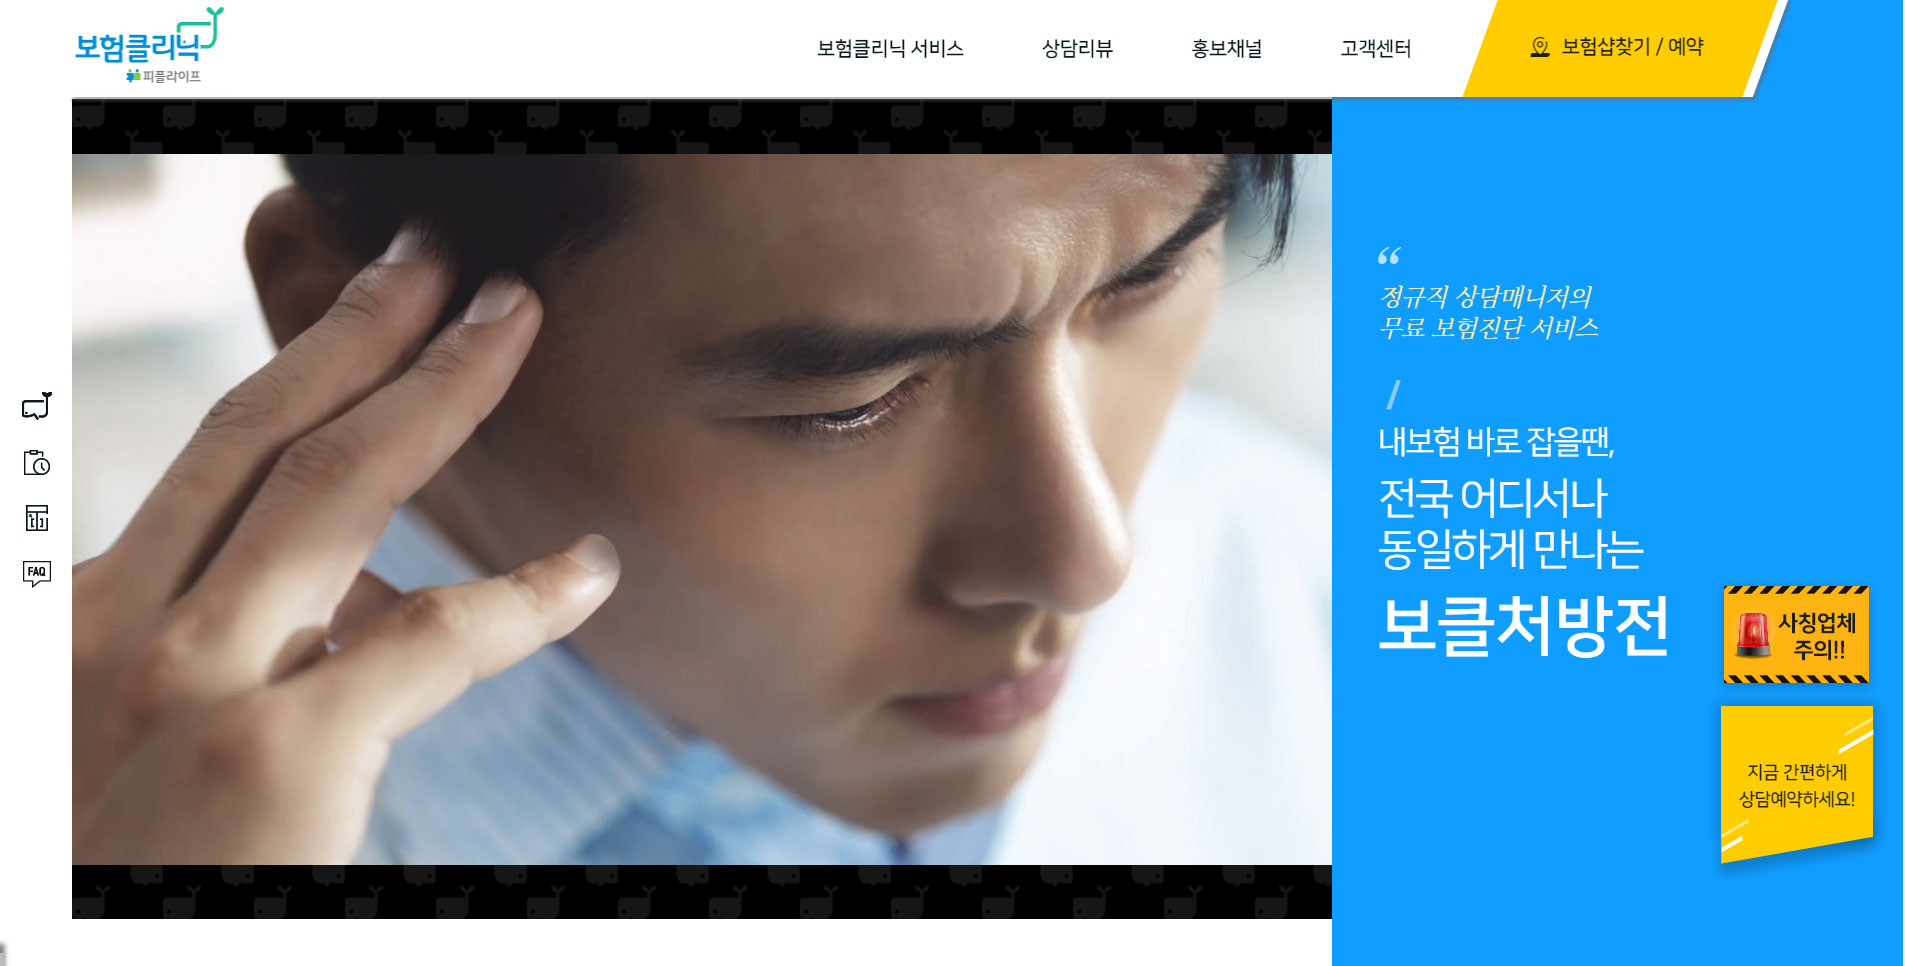 보험클리닉
피플라이프
보험클리닉 서비스
상담리뷰
홍보채널
고객센터
보험샵찾기 / 예약
“
정규직 상담매니저의
무료 보험진단 서비스
/
내보험 바로 잡을땐,
전국 어디서나
동일하게 만나는
보클처방전
사칭업체
주의!!
지금 간편하게
상담예약하세요!
FAQ